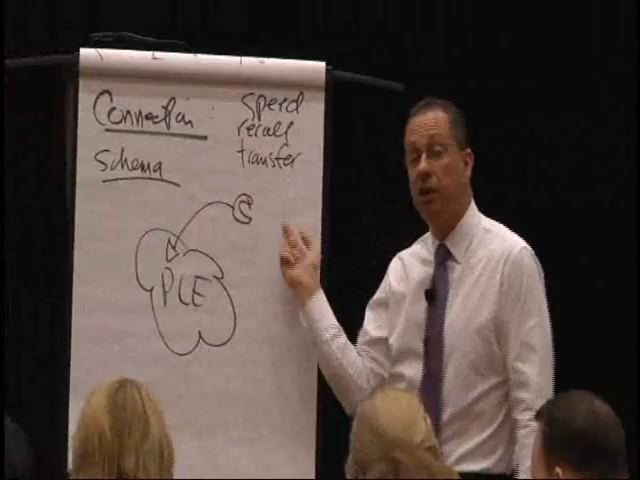 Connection : Speed
recall
Schema transfer
C
PLE